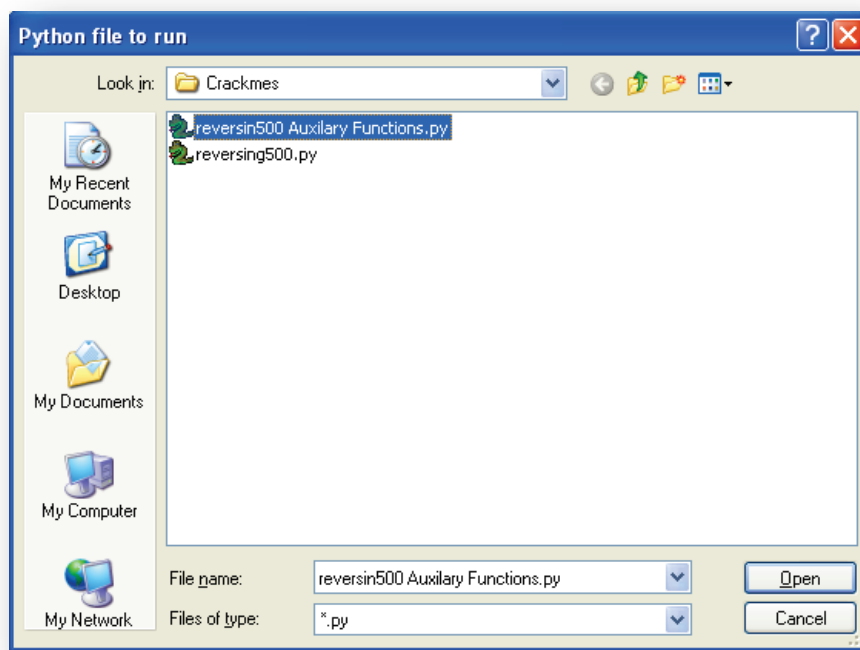 Python file to run
Look in:
Crackmes
My Recent
Documents
Desktop
My Documents
My Computer
My Network
reversin500 Auxilary Functions.py
reversing500.py
File name:
reversin500 Auxilary Functions.py
Open
Files of type:
*.py
Cancel